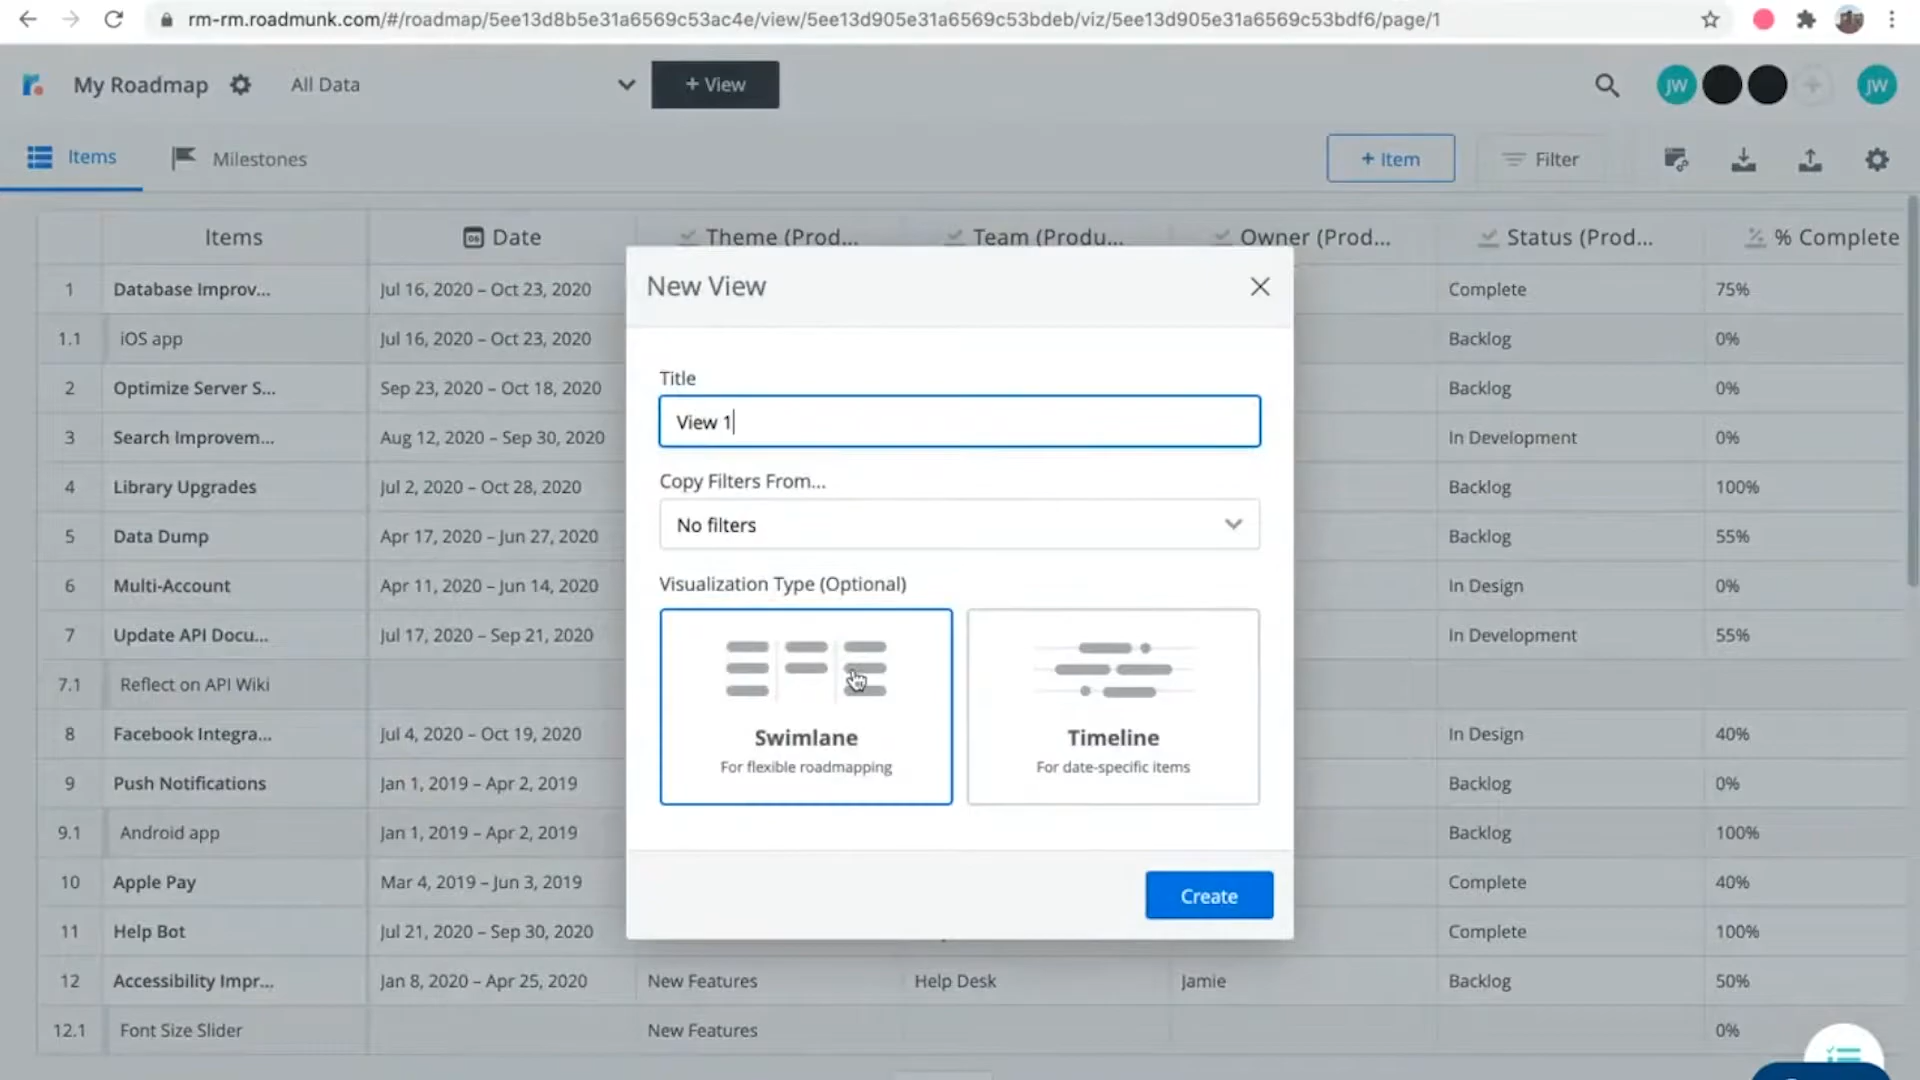 rm-rm.roadmunk.com/#/roadmap/5ee13d8b5e31a6569c53ac4e/view/5ee13d905e31a6569c53bdeb/viz/5ee13d905e31a6569c53bdf6/page/1
r. My Roadmap All Data + View JW JW
Items Milestones + Item Filter
Items Date Theme (Prod... Team (Produ... Owner (Prod... Status (Prod... % Complete
1 Database Improv... Jul 16, 2020 – Oct 23, 2020 Complete 75%
1.1 iOS app Jul 16, 2020 – Oct 23, 2020 Backlog 0%
2 Optimize Server S... Sep 23, 2020 – Oct 18, 2020 Backlog 0%
3 Search Improvem... Aug 12, 2020 – Sep 30, 2020 In Development 0%
4 Library Upgrades Jul 2, 2020 – Oct 28, 2020 Backlog 100%
5 Data Dump Apr 17, 2020 – Jun 27, 2020 Backlog 55%
6 Multi-Account Apr 11, 2020 – Jun 14, 2020 In Design 0%
7 Update API Docu... Jul 17, 2020 – Sep 21, 2020 In Development 55%
7.1 Reflect on API Wiki
8 Facebook Integra... Jul 4, 2020 – Oct 19, 2020 In Design 40%
9 Push Notifications Jan 1, 2019 – Apr 2, 2019 Backlog 0%
9.1 Android app Jan 1, 2019 – Apr 2, 2019 Backlog 100%
10 Apple Pay Mar 4, 2019 – Jun 3, 2019 Complete 40%
11 Help Bot Jul 21, 2020 – Sep 30, 2020 Complete 100%
12 Accessibility Impr... Jan 8, 2020 – Apr 25, 2020 New Features Help Desk Jamie Backlog 50%
12.1 Font Size Slider New Features 0%
New View
Title
View 1
Copy Filters From...
No filters
Visualization Type (Optional)
Swimlane
For flexible roadmapping
Timeline
For date-specific items
Create